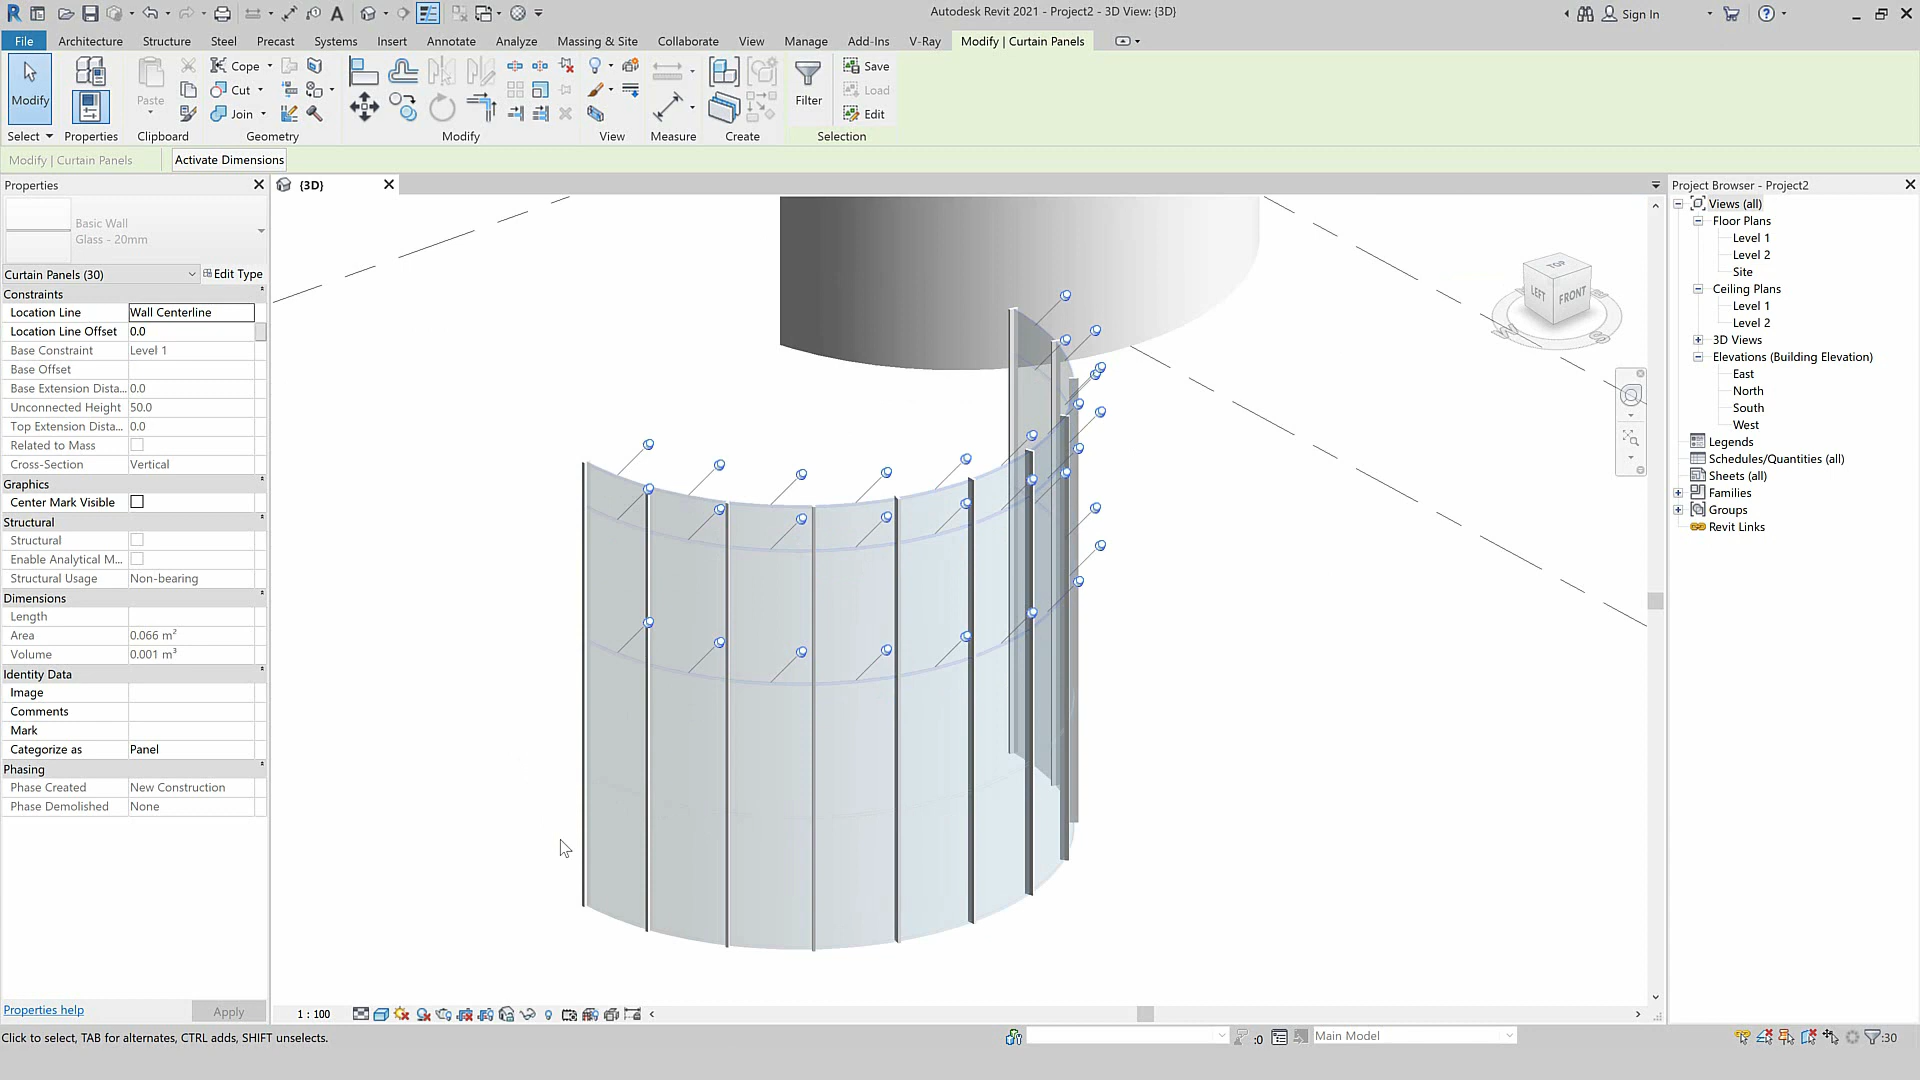 Autodesk Revit 2021 - Project2 - 3D View: {3D}
Sign In
File
Architecture
Structure
Steel
Precast
Systems
Insert
Annotate
Analyze
Massing & Site
Collaborate
View
Manage
Add-Ins
V-Ray
Modify | Curtain Panels
Modify
Paste
Cope
Cut
Join
Filter
Save
Load
Edit
Select
Properties
Clipboard
Geometry
Modify
View
Measure
Create
Selection
Modify | Curtain Panels
Activate Dimensions
Properties
Basic Wall
Glass - 20mm
Curtain Panels (30)
Edit Type
Constraints
Location Line Wall Centerline
Location Line Offset 0.0
Base Constraint Level 1
Base Offset
Base Extension Dista... 0.0
Unconnected Height 50.0
Top Extension Dista... 0.0
Related to Mass
Cross-Section Vertical
Graphics
Center Mark Visible
Structural
Structural
Enable Analytical M...
Structural Usage Non-bearing
Dimensions
Length
Area 0.066 m²
Volume 0.001 m³
Identity Data
Image
Comments
Mark
Categorize as Panel
Phasing
Phase Created New Construction
Phase Demolished None
Properties help
Apply
{3D}
TOP
LEFT
FRONT
W
S
1 : 100
Project Browser - Project2
Views (all)
Floor Plans
Level 1
Level 2
Site
Ceiling Plans
Level 1
Level 2
3D Views
Elevations (Building Elevation)
East
North
South
West
Legends
Schedules/Quantities (all)
Sheets (all)
Families
Groups
Revit Links
Click to select, TAB for alternates, CTRL adds, SHIFT unselects.
:0
Main Model
:30